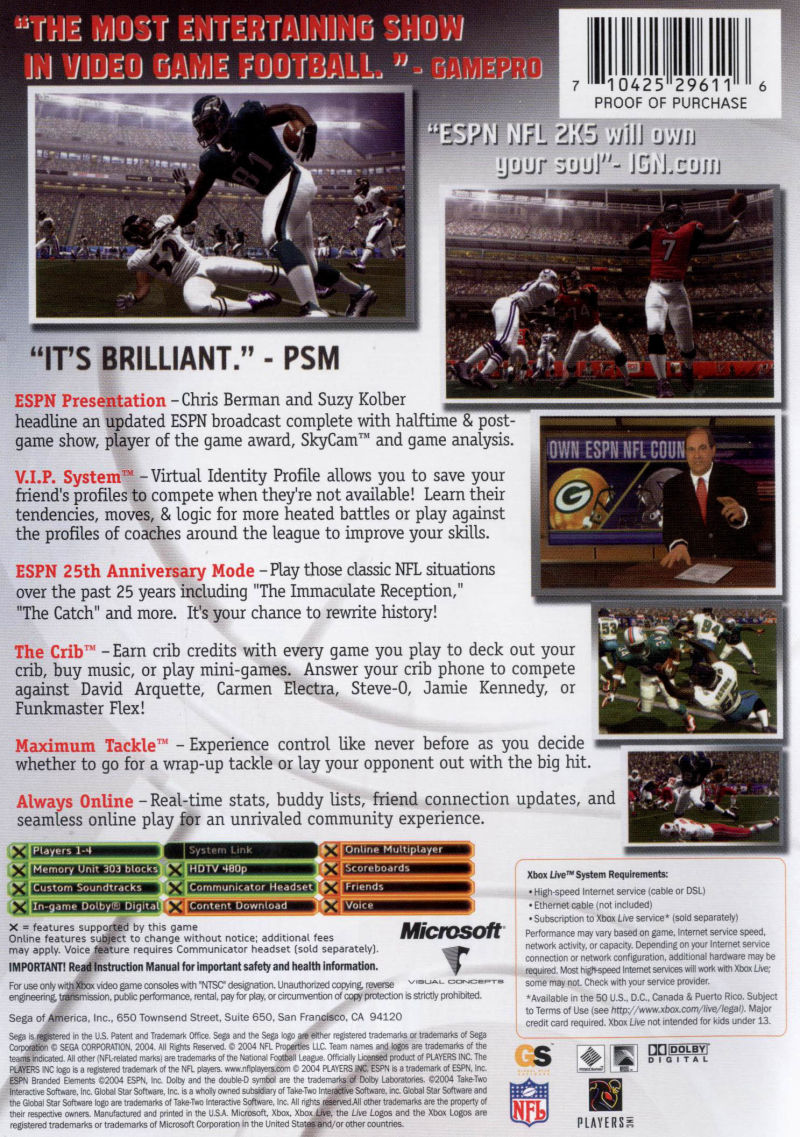 "THE MOST ENTERTAINING SHOW
IN VIDEO GAME FOOTBALL. " - GAMEPRO
7 10425 29611 6
PROOF OF PURCHASE
"ESPN NFL 2K5 will own
your soul"- IGN.com
81
52
7
74
"IT'S BRILLIANT." - PSM
ESPN Presentation – Chris Berman and Suzy Kolber
headline an updated ESPN broadcast complete with halftime & post-
game show, player of the game award, SkyCam™ and game analysis.
OWN ESPN NFL COUN
G
V.I.P. System™ – Virtual Identity Profile allows you to save your
friend's profiles to compete when they're not available! Learn their
tendencies, moves, & logic for more heated battles or play against
the profiles of coaches around the league to improve your skills.
ESPN 25th Anniversary Mode – Play those classic NFL situations
over the past 25 years including "The Immaculate Reception,"
"The Catch" and more. It's your chance to rewrite history!
53
94
The Crib™ – Earn crib credits with every game you play to deck out your
crib, buy music, or play mini-games. Answer your crib phone to compete
against David Arquette, Carmen Electra, Steve-O, Jamie Kennedy, or
Funkmaster Flex!
Maximum Tackle™ – Experience control like never before as you decide
whether to go for a wrap-up tackle or lay your opponent out with the big hit.
Always Online – Real-time stats, buddy lists, friend connection updates, and
seamless online play for an unrivaled community experience.
X Players 1-4 System Link X Online Multiplayer
X Memory Unit 303 blocks X HDTV 480p X Scoreboards
X Custom Soundtracks X Communicator Headset X Friends
X In-game Dolby® Digital X Content Download X Voice
X = features supported by this game
Online features subject to change without notice; additional fees
may apply. Voice feature requires Communicator headset (sold separately).
IMPORTANT! Read Instruction Manual for important safety and health information.
For use only with Xbox video game consoles with "NTSC" designation. Unauthorized copying, reverse
engineering, transmission, public performance, rental, pay for play, or circumvention of copy protection is strictly prohibited.
Microsoft®
VISUAL CONCEPTS
Sega of America, Inc., 650 Townsend Street, Suite 650, San Francisco, CA 94120
Sega is registered in the U.S. Patent and Trademark Office. Sega and the Sega logo are either registered trademarks or trademarks of Sega
Corporation © SEGA CORPORATION, 2004. All Rights Reserved. © 2004 NFL Properties LLC. Team names and logos are trademarks of the
teams indicated. All other (NFL-related marks) are trademarks of the National Football League. Officially Licensed product of PLAYERS INC. The
PLAYERS INC logo is a registered trademark of the NFL players. www.nflplayers.com © 2004 PLAYERS INC. ESPN is a trademark of ESPN, Inc.
ESPN Branded Elements ©2004 ESPN, Inc. Dolby and the double-D symbol are the trademarks of Dolby Laboratories. ©2004 Take-Two
Interactive Software, Inc. Global Star Software, Inc. is a wholly owned subsidiary of Take-Two Interactive Software, Inc. Global Star Software and
the Global Star Software logo are trademarks of Take-Two Interactive Software, Inc. All rights reserved.All other trademarks are the property of
their respective owners. Manufactured and printed in the U.S.A. Microsoft, Xbox, Xbox Live, the Live Logos and the Xbox Logos are
registered trademarks or trademarks of Microsoft Corporation in the United States and/or other countries.
Xbox Live™ System Requirements:
• High-speed Internet service (cable or DSL)
• Ethernet cable (not included)
• Subscription to Xbox Live service* (sold separately)
Performance may vary based on game, Internet service speed,
network activity, or capacity. Depending on your Internet service
connection or network configuration, additional hardware may be
required. Most high-speed Internet services will work with Xbox Live;
some may not. Check with your service provider.
*Available in the 50 U.S., D.C., Canada & Puerto Rico. Subject
to Terms of Use (see http://www.xbox.com/live/legal). Major
credit card required. Xbox Live not intended for kids under 13.
GS
DOLBY
DIGITAL
NFL
PLAYERS INC